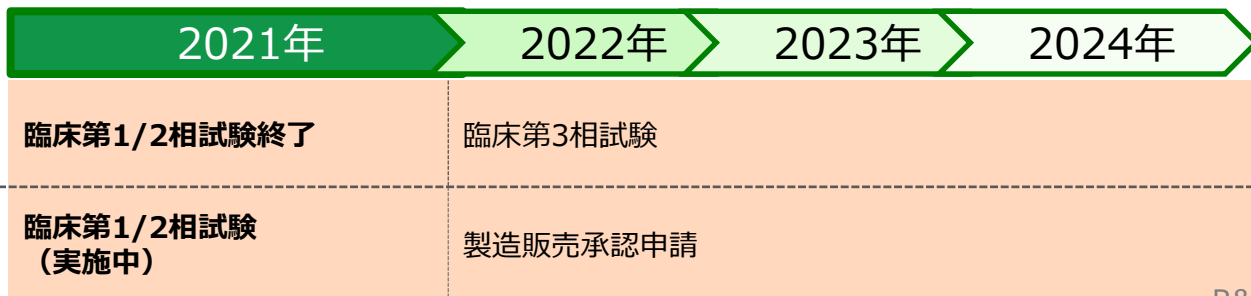 2021年 2022年 2023年 2024年
臨床第1/2相試験終了 臨床第3相試験
臨床第1/2相試験
（実施中）
製造販売承認申請